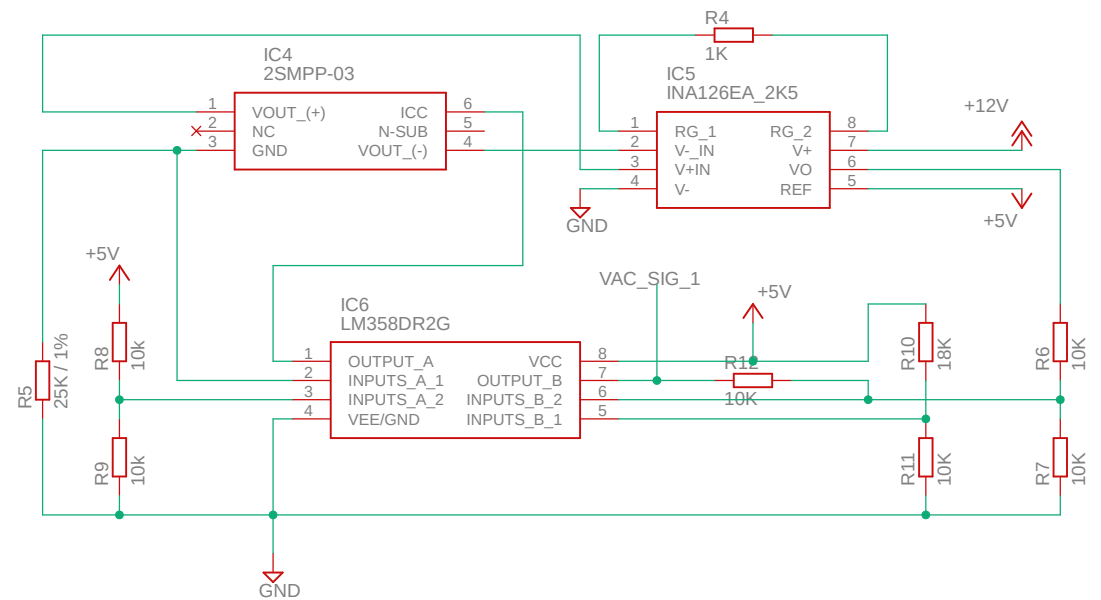 R4
1K
IC4
2SMPP-03
1 VOUT_(+) ICC 6
2 NC N-SUB 5
3 GND VOUT_(-) 4
IC5
INA126EA_2K5
1 RG_1 RG_2 8
2 V-_IN V+ 7
3 V+IN VO 6
4 V- REF 5
+12V
+5V
GND
+5V
R8
10k
R9
10k
R5
25K / 1%
IC6
LM358DR2G
1 OUTPUT_A VCC 8
2 INPUTS_A_1 OUTPUT_B 7
3 INPUTS_A_2 INPUTS_B_2 6
4 VEE/GND INPUTS_B_1 5
VAC_SIG_1
+5V
R12
10K
R10
18K
R11
10K
R6
10K
R7
10K
GND